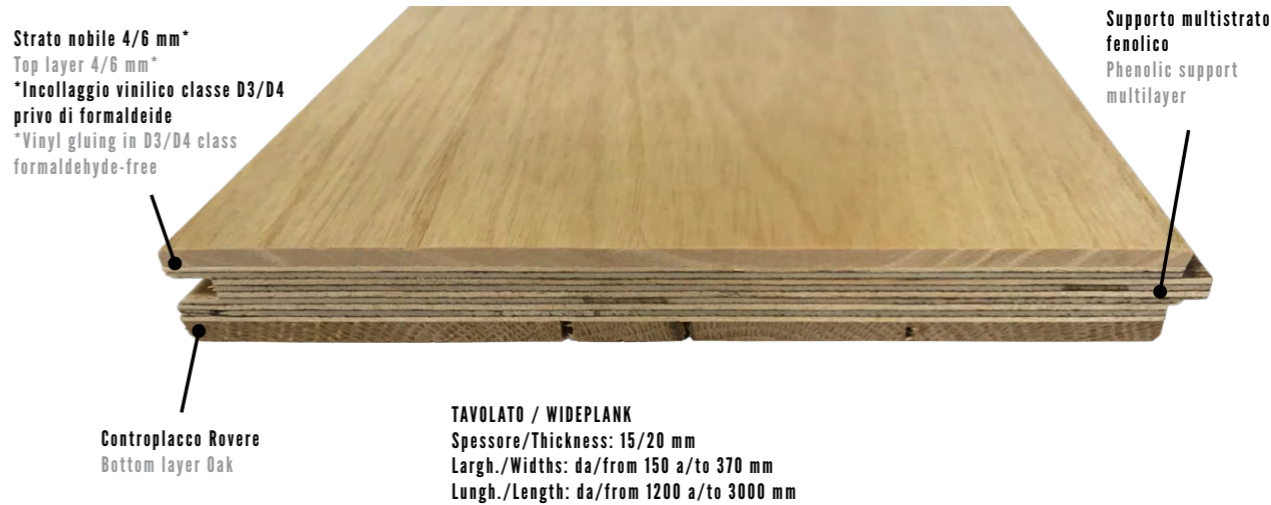 Strato nobile 4/6 mm*
Top layer 4/6 mm*
*Incollaggio vinilico classe D3/D4
privo di formaldeide
*Vinyl gluing in D3/D4 class
formaldehyde-free
Supporto multistrato
fenolico
Phenolic support
multilayer
Controplacco Rovere
Bottom layer Oak
TAVOLATO / WIDEPLANK
Spessore/Thickness: 15/20 mm
Largh./Widths: da/from 150 a/to 370 mm
Lungh./Length: da/from 1200 a/to 3000 mm